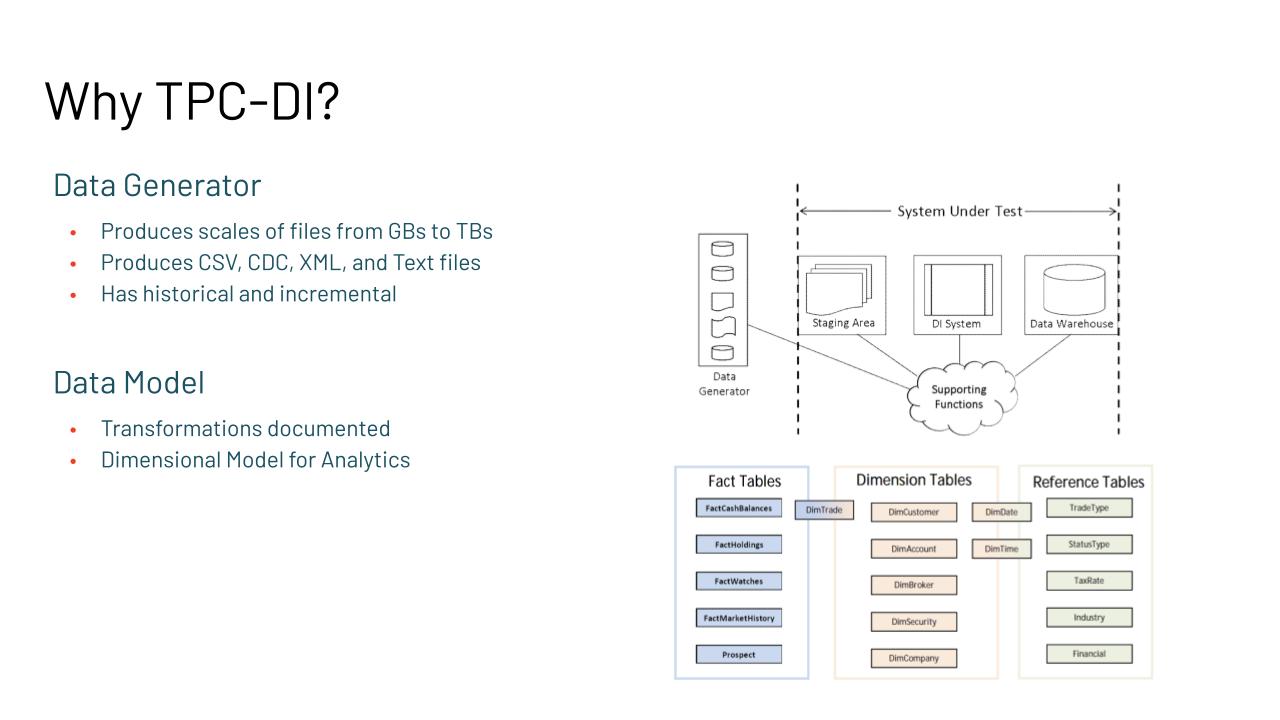 Why TPC-DI?
Data Generator
• Produces scales of files from GBs to TBs
• Produces CSV, CDC, XML, and Text files
• Has historical and incremental
Data Model
• Transformations documented
• Dimensional Model for Analytics
System Under Test
Staging Area
DI System
Data Warehouse
Data
Generator
Supporting
Functions
Fact Tables
FactCashBalances
FactHoldings
FactWatches
FactMarketHistory
Prospect
DimTrade
Dimension Tables
DimCustomer
DimAccount
DimBroker
DimSecurity
DimCompany
DimDate
DimTime
Reference Tables
TradeType
StatusType
TaxRate
Industry
Financial